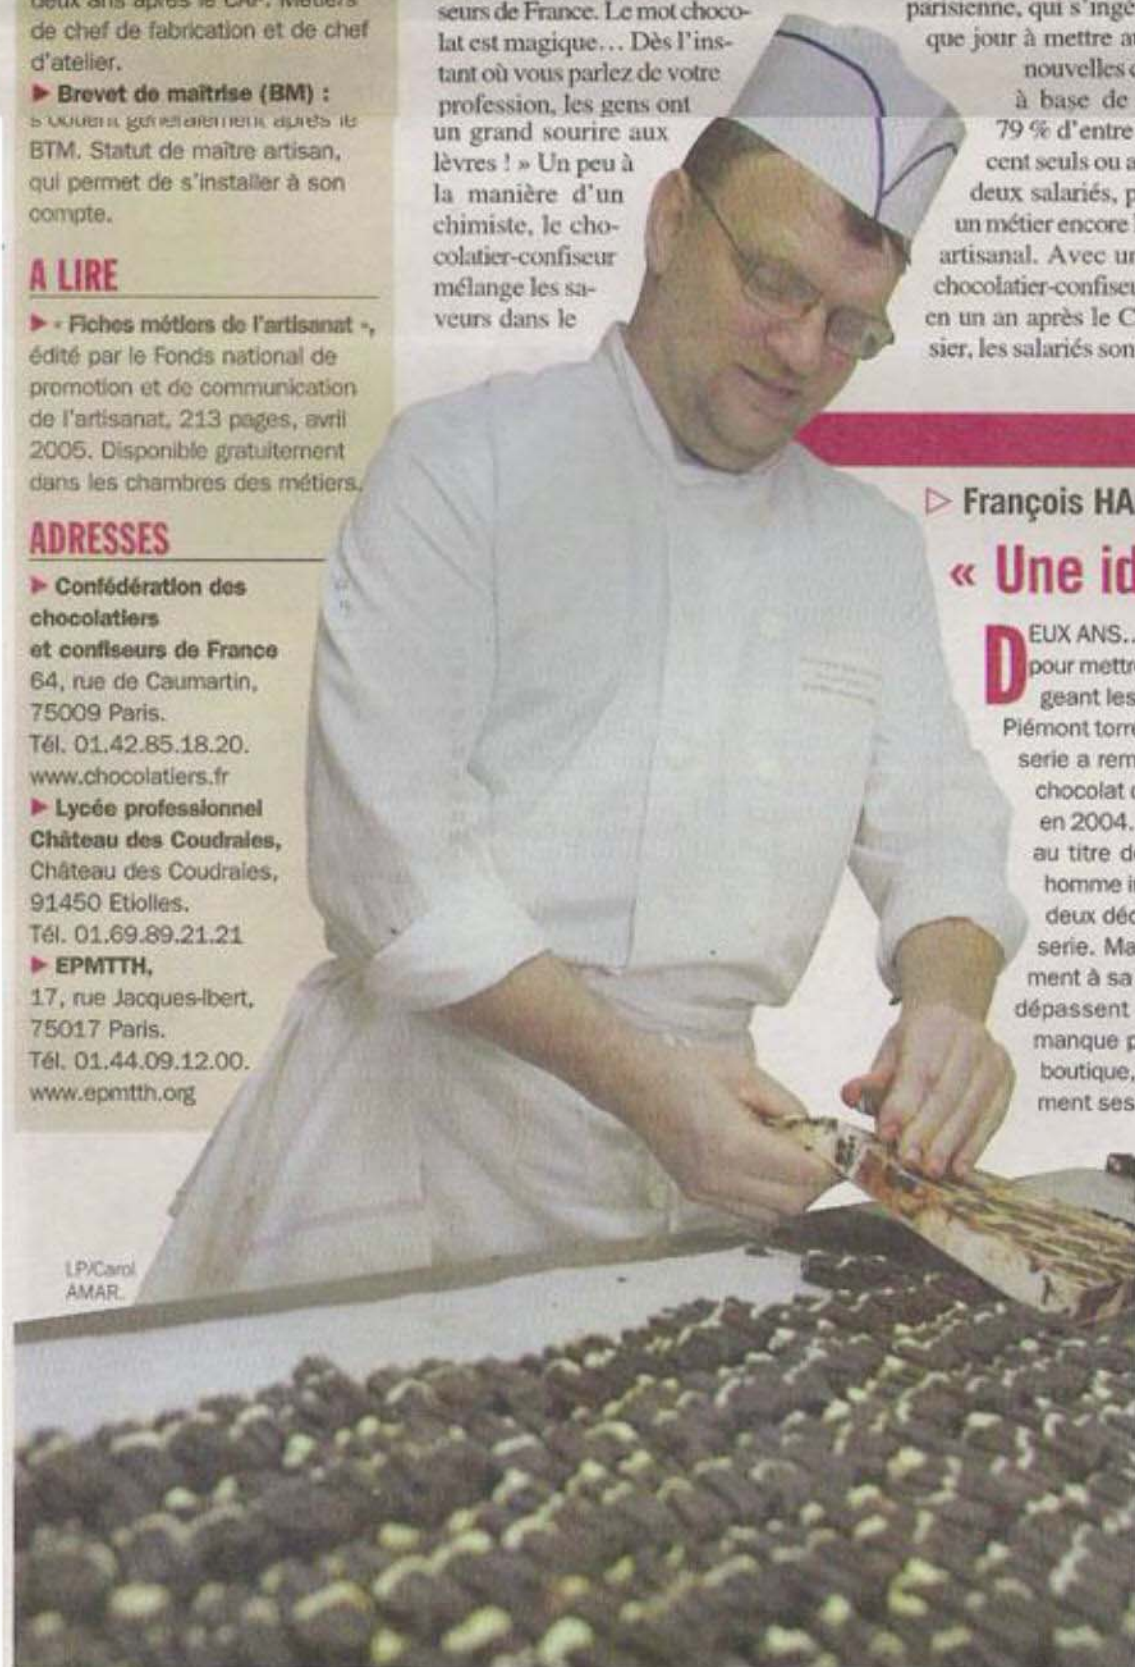 de chef de fabrication et de chef
d'atelier.
▶ Brevet de maîtrise (BM) :
s'obtient généralement après le
BTM. Statut de maître artisan,
qui permet de s'installer à son
compte.
A LIRE
▶ « Fiches métiers de l'artisanat »,
édité par le Fonds national de
promotion et de communication
de l'artisanat, 213 pages, avril
2005. Disponible gratuitement
dans les chambres des métiers.
ADRESSES
▶ Confédération des
chocolatiers
et confiseurs de France
64, rue de Caumartin,
75009 Paris.
Tél. 01.42.85.18.20.
www.chocolatiers.fr
▶ Lycée professionnel
Château des Coudraies,
Château des Coudraies,
91450 Etiolles.
Tél. 01.69.89.21.21
▶ EPMTTH,
17, rue Jacques-Ibert,
75017 Paris.
Tél. 01.44.09.12.00.
www.epmtth.org
LP/Carol
AMAR.
seurs de France. Le mot choco-
lat est magique... Dès l'ins-
tant où vous parlez de votre
profession, les gens ont
un grand sourire aux
lèvres ! » Un peu à
la manière d'un
chimiste, le cho-
colatier-confiseur
mélange les sa-
veurs dans le
parisienne, qui s'ingé
que jour à mettre au
nouvelles
à base de
79 % d'entre
cent seuls ou a
deux salariés, p
un métier encore
artisanal. Avec un
chocolatier-confiseu
en un an après le C
sier, les salariés son
▷ François HA
« Une id
DEUX ANS...
pour mettre
geant les
Piémont torré
serie a rem
chocolat
en 2004.
au titre de
homme i
deux déc
serie. Ma
ment à sa
dépassent
manque p
boutique,
ment ses